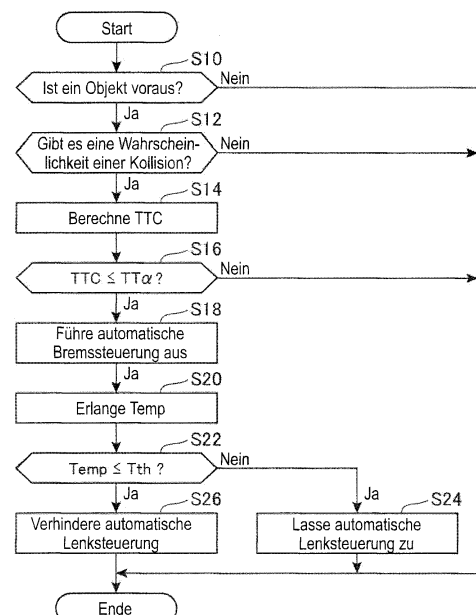 Start
S10
Ist ein Objekt voraus?
Nein
Ja
S12
Gibt es eine Wahrschein-
lichkeit einer Kollision?
Nein
Ja
S14
Berechne TTC
S16
TTC ≤ TTα?
Nein
Ja
S18
Führe automatische
Bremssteuerung aus
Ja
S20
Erlange Temp
S22
Temp ≤ Tth ?
Nein
Ja
S26
Verhindere automatische
Lenksteuerung
Ja
S24
Lasse automatische
Lenksteuerung zu
Ende